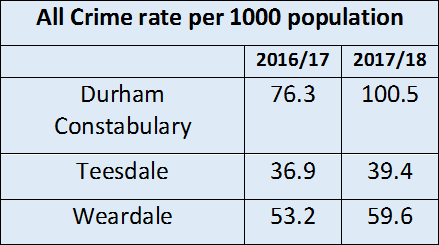 All Crime rate per 1000 population
2016/17 2017/18
Durham Constabulary 76.3 100.5
Teesdale 36.9 39.4
Weardale 53.2 59.6